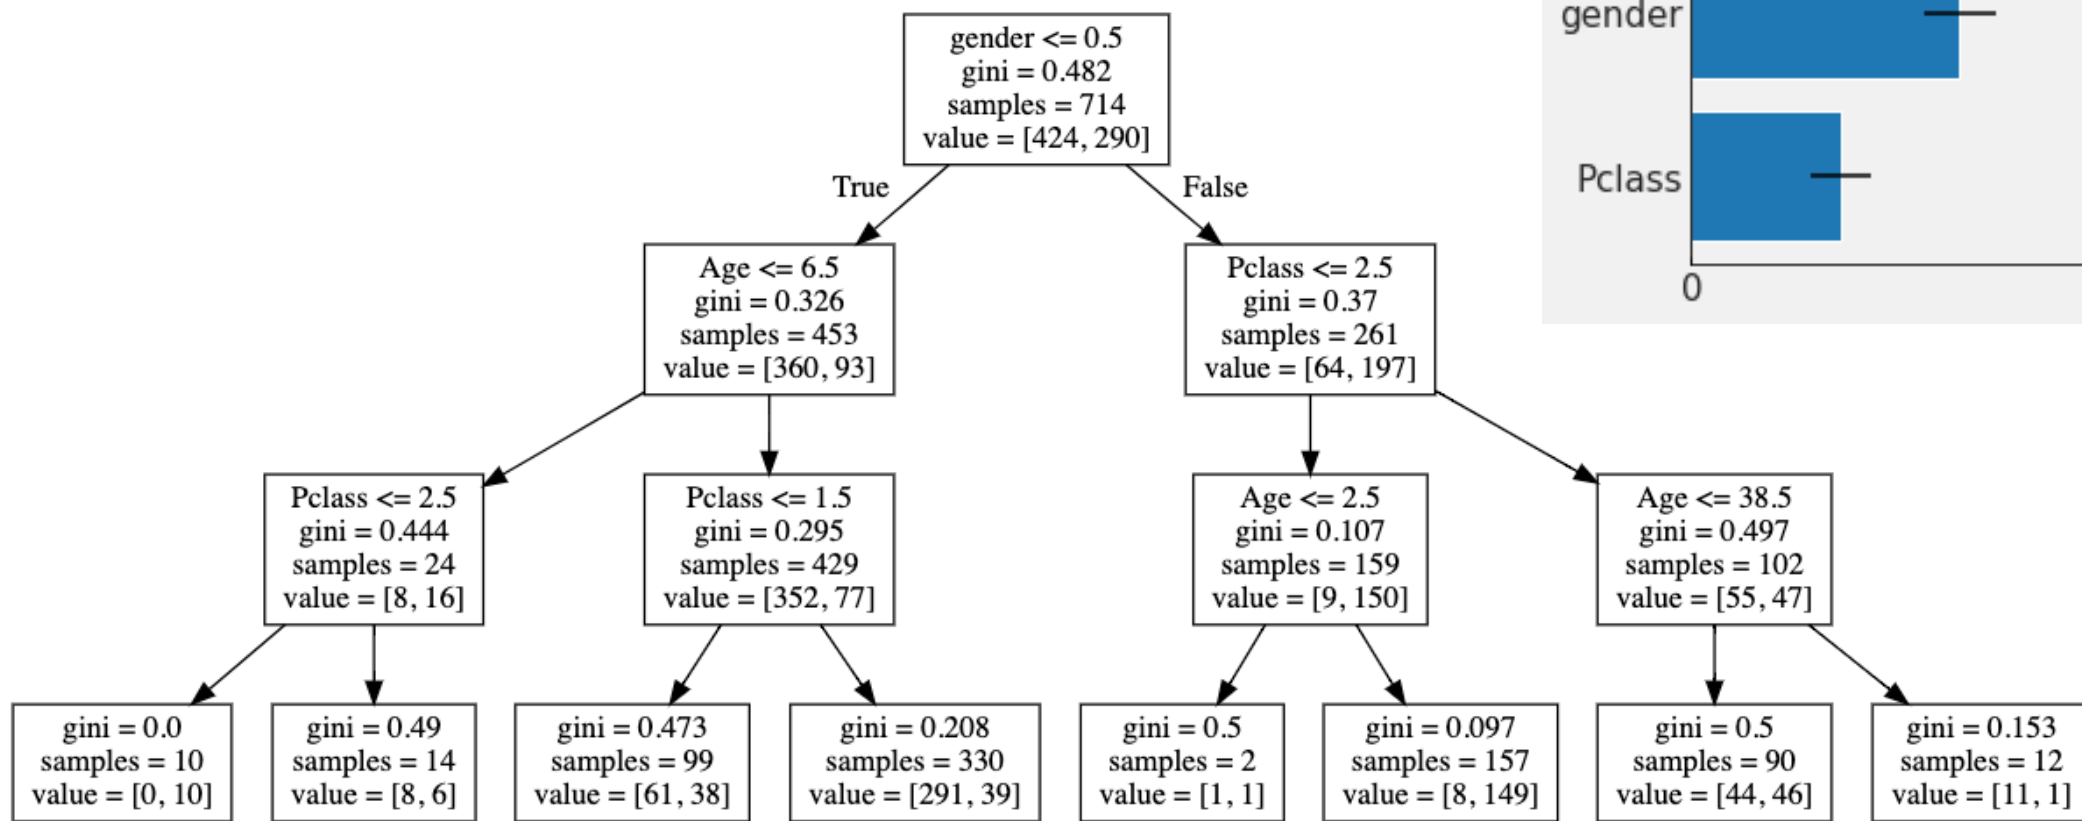 gender <= 0.5
gini = 0.482
samples = 714
value = [424, 290]
True
False
gender
Pclass
0
Age <= 6.5
gini = 0.326
samples = 453
value = [360, 93]
Pclass <= 2.5
gini = 0.37
samples = 261
value = [64, 197]
Pclass <= 2.5
gini = 0.444
samples = 24
value = [8, 16]
Pclass <= 1.5
gini = 0.295
samples = 429
value = [352, 77]
Age <= 2.5
gini = 0.107
samples = 159
value = [9, 150]
Age <= 38.5
gini = 0.497
samples = 102
value = [55, 47]
gini = 0.0
samples = 10
value = [0, 10]
gini = 0.49
samples = 14
value = [8, 6]
gini = 0.473
samples = 99
value = [61, 38]
gini = 0.208
samples = 330
value = [291, 39]
gini = 0.5
samples = 2
value = [1, 1]
gini = 0.097
samples = 157
value = [8, 149]
gini = 0.5
samples = 90
value = [44, 46]
gini = 0.153
samples = 12
value = [11, 1]